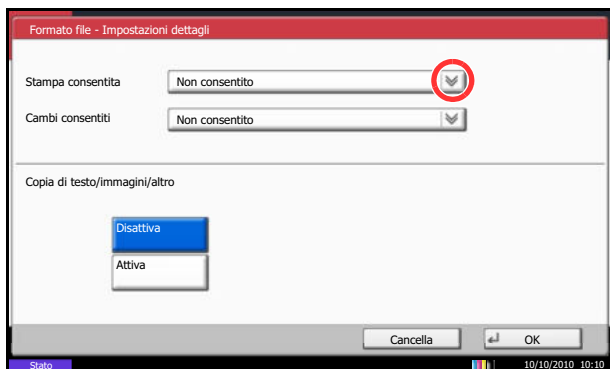 Formato file - Impostazioni dettagli
Stampa consentita Non consentito
Cambi consentiti Non consentito
Copia di testo/immagini/altro
Disattiva
Attiva
Cancella OK
Stato 10/10/2010 10:10